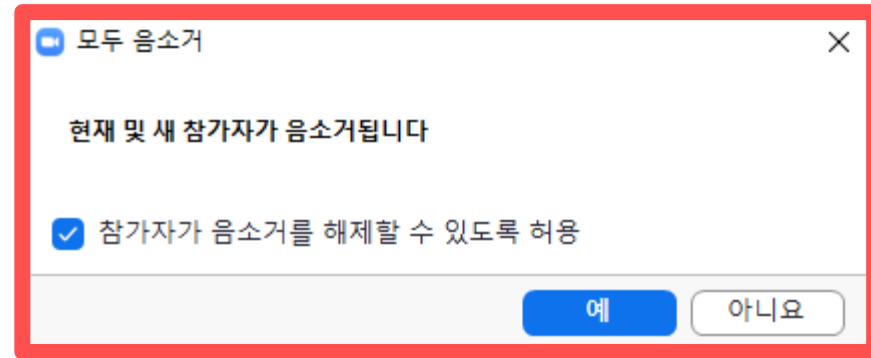 모두 음소거
현재 및 새 참가자가 음소거됩니다
참가자가 음소거를 해제할 수 있도록 허용
예
아니요